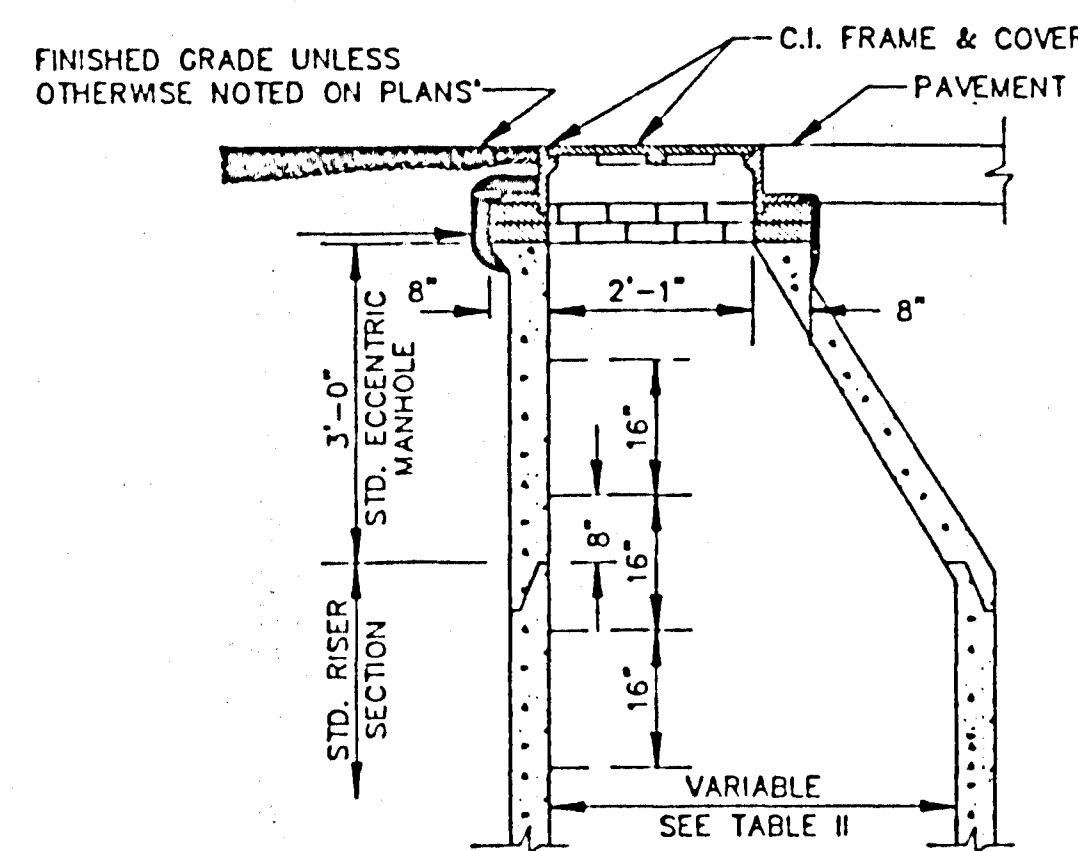 FINISHED GRADE UNLESS
OTHERWISE NOTED ON PLANS
C.I. FRAME & COVER
PAVEMENT
8"
2'-1"
8"
3'-0"
STD. ECCENTRIC
MANHOLE
16"
8"
16"
16"
STD. RISER
SECTION
VARIABLE
SEE TABLE II